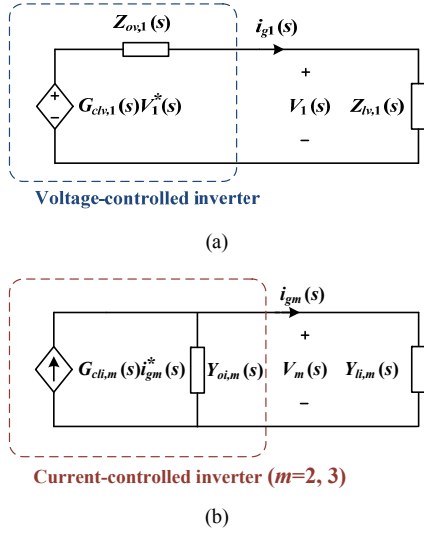 Z_{ov,1}(s)
i_{g1}(s)
+
−
G_{clv,1}(s)V_1^*(s)
+
V_1(s)
−
Z_{lv,1}(s)
Voltage-controlled inverter
(a)
i_{gm}(s)
G_{cli,m}(s)i_{gm}^*(s)
Y_{oi,m}(s)
+
V_m(s)
−
Y_{li,m}(s)
Current-controlled inverter (m=2, 3)
(b)